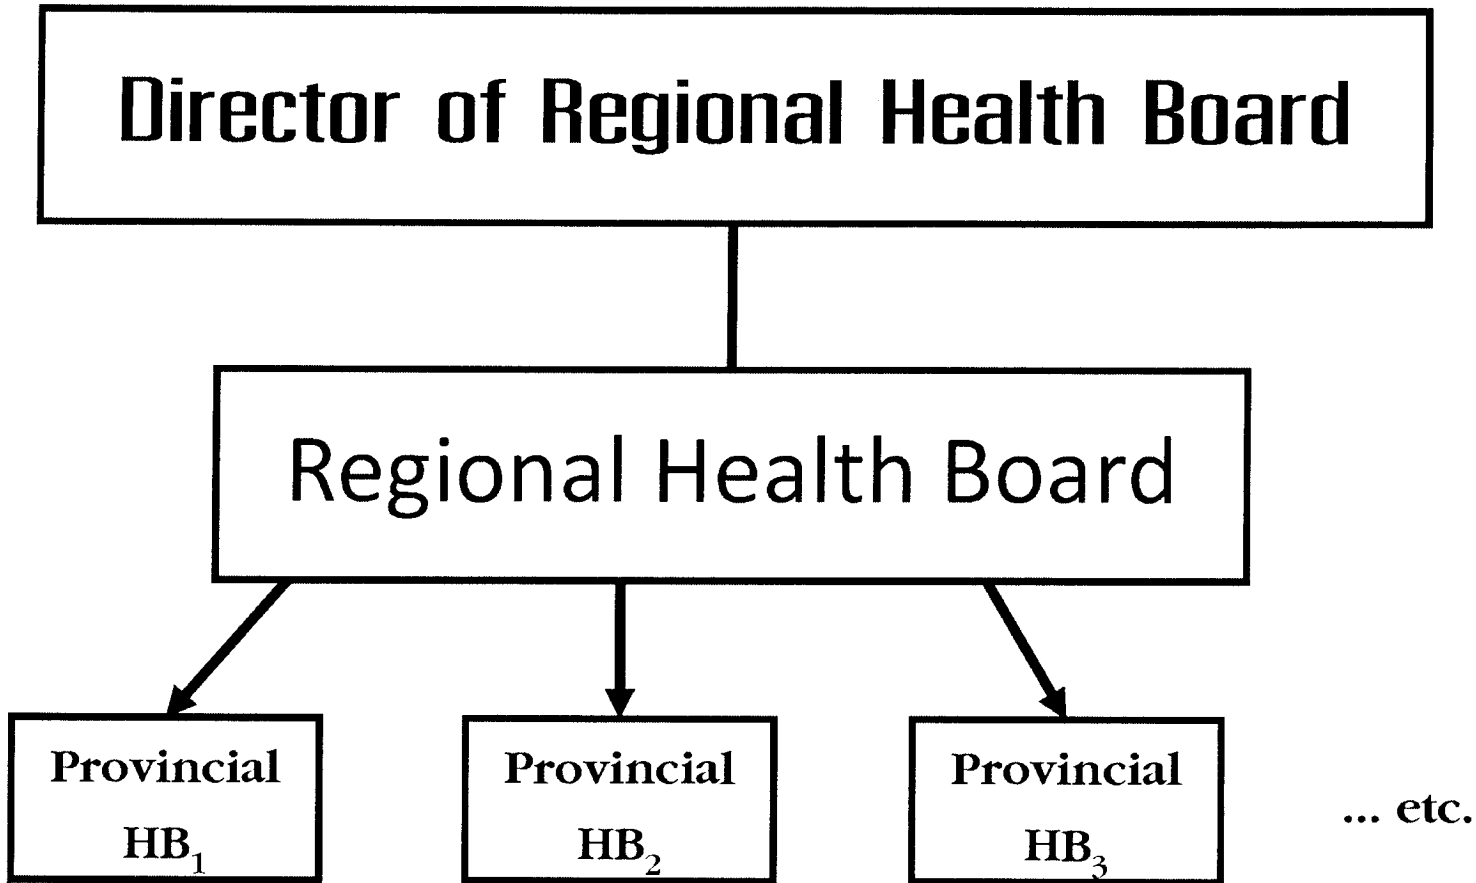 Director of Regional Health Board
Regional Health Board
Provincial
HB₁
Provincial
HB₂
Provincial
HB₃
... etc.